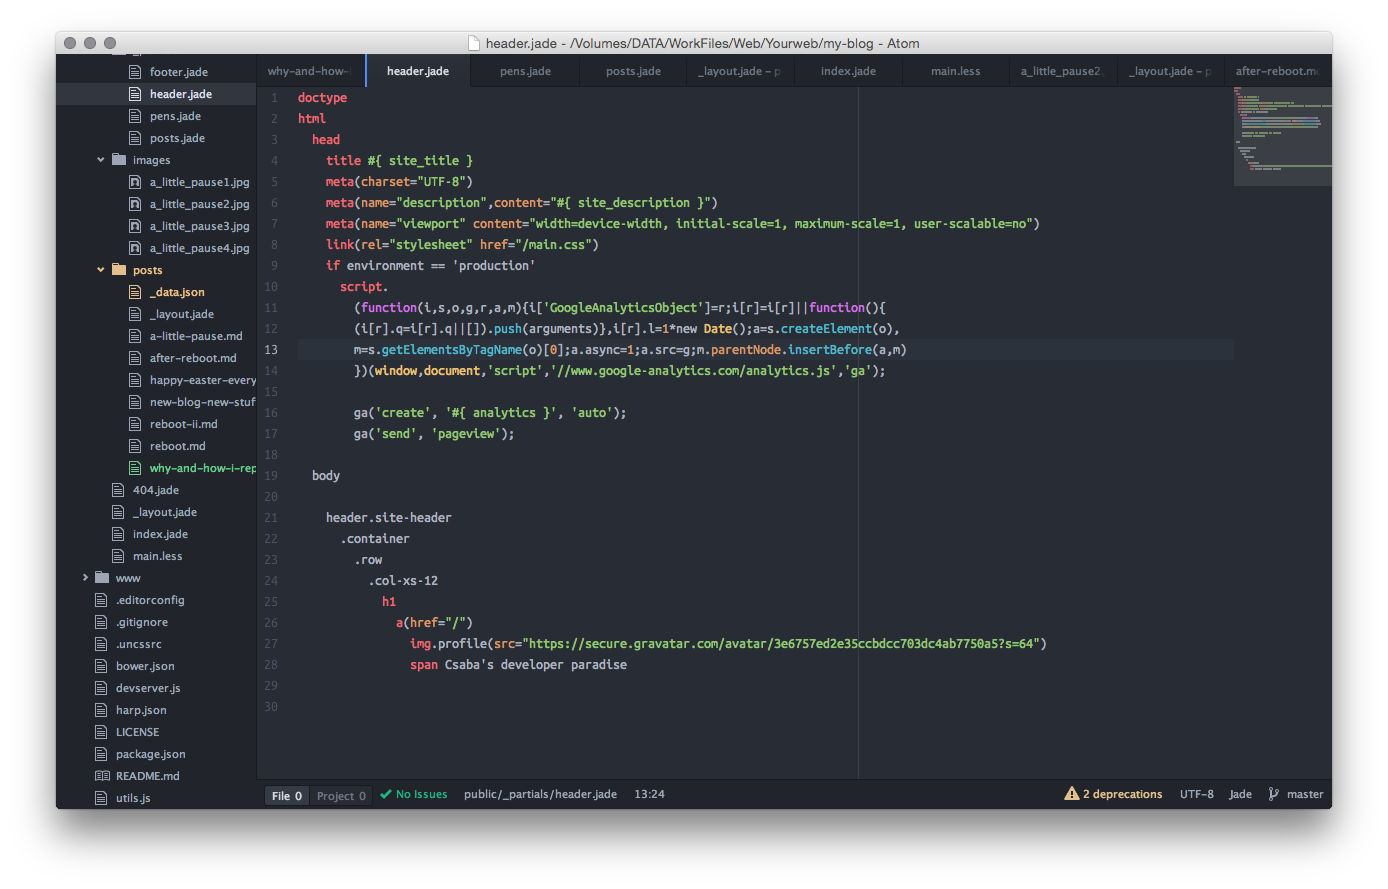 header.jade - /Volumes/DATA/WorkFiles/Web/Yourweb/my-blog - Atom
footer.jade
header.jade
pens.jade
posts.jade
images
a_little_pause1.jpg
a_little_pause2.jpg
a_little_pause3.jpg
a_little_pause4.jpg
posts
_data.json
_layout.jade
a-little-pause.md
after-reboot.md
happy-easter-every
new-blog-new-stuf
reboot-ii.md
reboot.md
why-and-how-i-rep
404.jade
_layout.jade
index.jade
main.less
www
.editorconfig
.gitignore
.uncssrc
bower.json
devserver.js
harp.json
LICENSE
package.json
README.md
utils.js
why-and-how-
header.jade
pens.jade
posts.jade
_layout.jade – p
index.jade
main.less
a_little_pause2.
_layout.jade – p
after-reboot.m
1 doctype
2 html
3 head
4 title #{ site_title }
5 meta(charset="UTF-8")
6 meta(name="description",content="#{ site_description }")
7 meta(name="viewport" content="width=device-width, initial-scale=1, maximum-scale=1, user-scalable=no")
8 link(rel="stylesheet" href="/main.css")
9 if environment == 'production'
10 script.
11 (function(i,s,o,g,r,a,m){i['GoogleAnalyticsObject']=r;i[r]=i[r]||function(){
12 (i[r].q=i[r].q||[]).push(arguments)},i[r].l=1*new Date();a=s.createElement(o),
13 m=s.getElementsByTagName(o)[0];a.async=1;a.src=g;m.parentNode.insertBefore(a,m)
14 })(window,document,'script','//www.google-analytics.com/analytics.js','ga');
15
16 ga('create', '#{ analytics }', 'auto');
17 ga('send', 'pageview');
18
19 body
20
21 header.site-header
22 .container
23 .row
24 .col-xs-12
25 h1
26 a(href="/")
27 img.profile(src="https://secure.gravatar.com/avatar/3e6757ed2e35ccbdcc703dc4ab7750a5?s=64")
28 span Csaba's developer paradise
29
30
File 0 Project 0 No Issues public/_partials/header.jade 13:24 2 deprecations UTF-8 Jade master